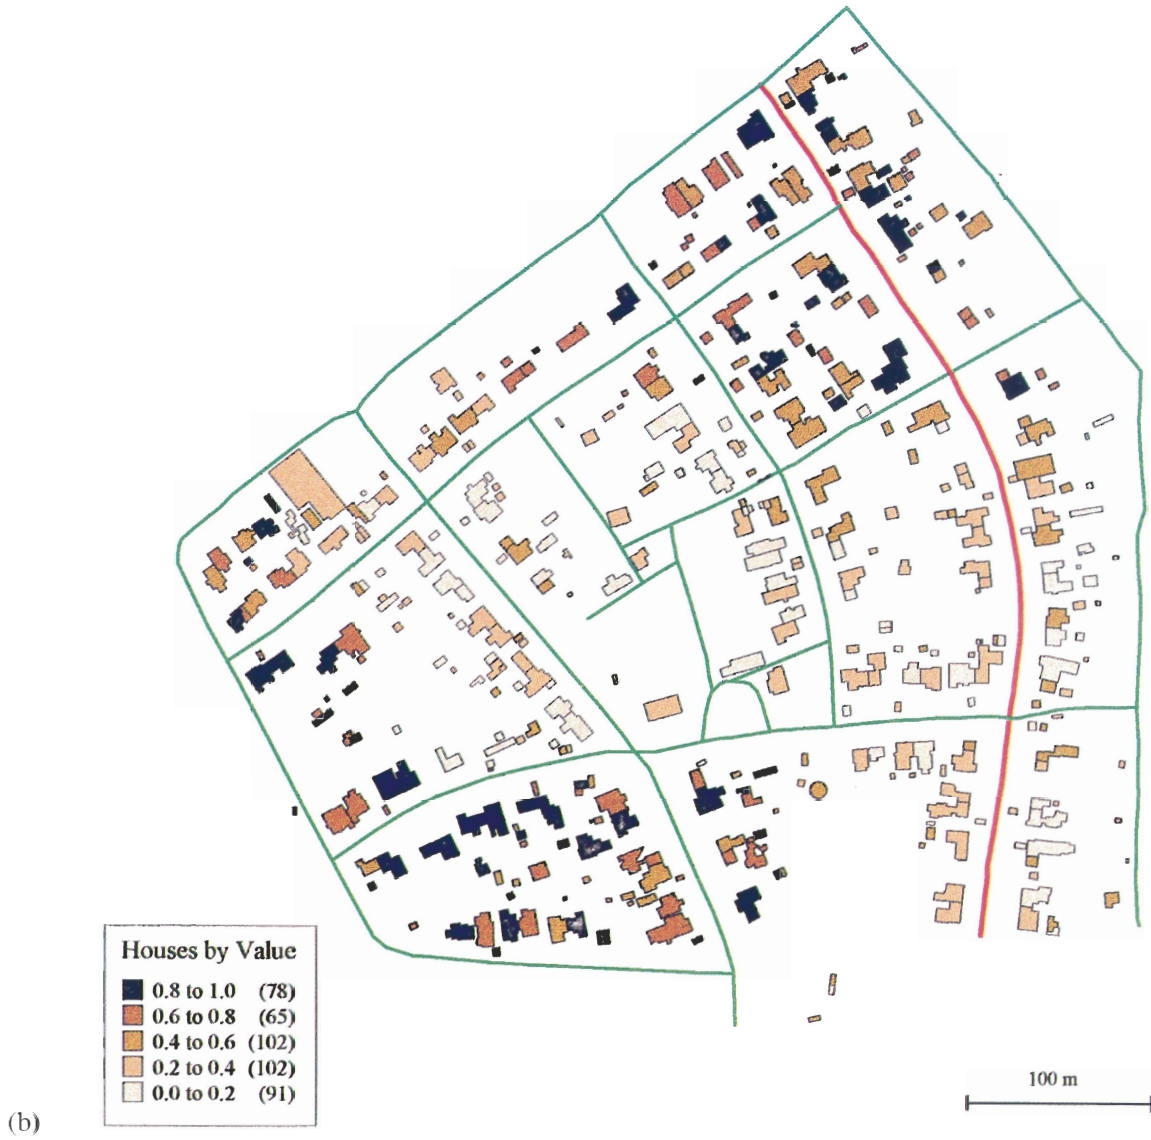 Houses by Value
0.8 to 1.0 (78)
0.6 to 0.8 (65)
0.4 to 0.6 (102)
0.2 to 0.4 (102)
0.0 to 0.2 (91)
100 m
(b)